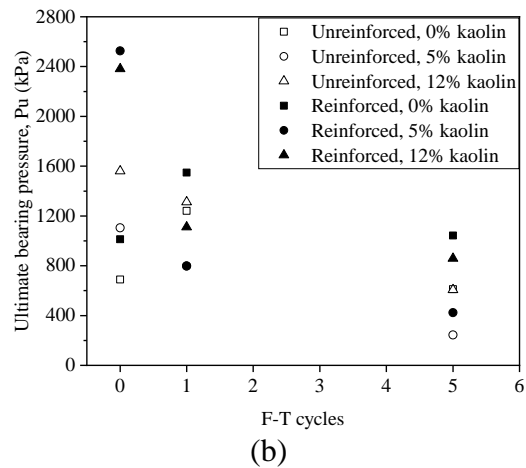 Ultimate bearing pressure, Pu (kPa)
2800
2400
2000
1600
1200
800
400
0
Unreinforced, 0% kaolin
Unreinforced, 5% kaolin
Unreinforced, 12% kaolin
Reinforced, 0% kaolin
Reinforced, 5% kaolin
Reinforced, 12% kaolin
0 1 2 3 4 5 6
F-T cycles
(b)